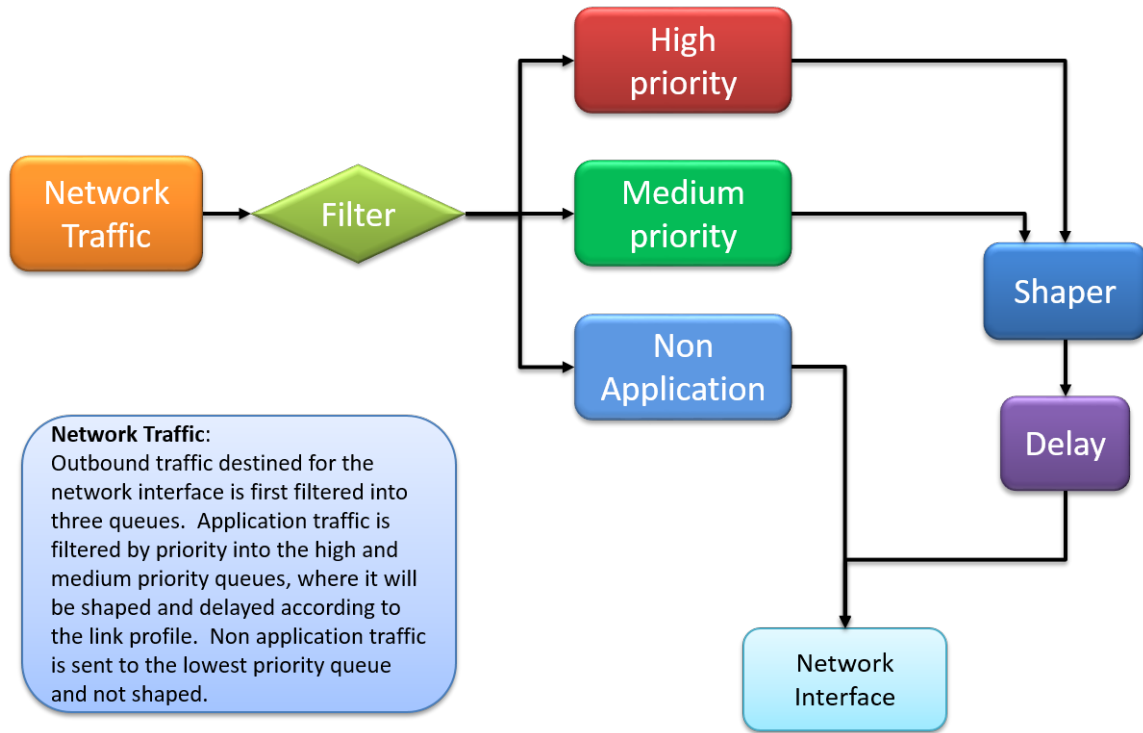 High
priority
Network
Traffic
Filter
Medium
priority
Shaper
Non
Application
Delay
Network Traffic:
Outbound traffic destined for the
network interface is first filtered into
three queues.  Application traffic is
filtered by priority into the high and
medium priority queues, where it will
be shaped and delayed according to
the link profile.  Non application traffic
is sent to the lowest priority queue
and not shaped.
Network
Interface